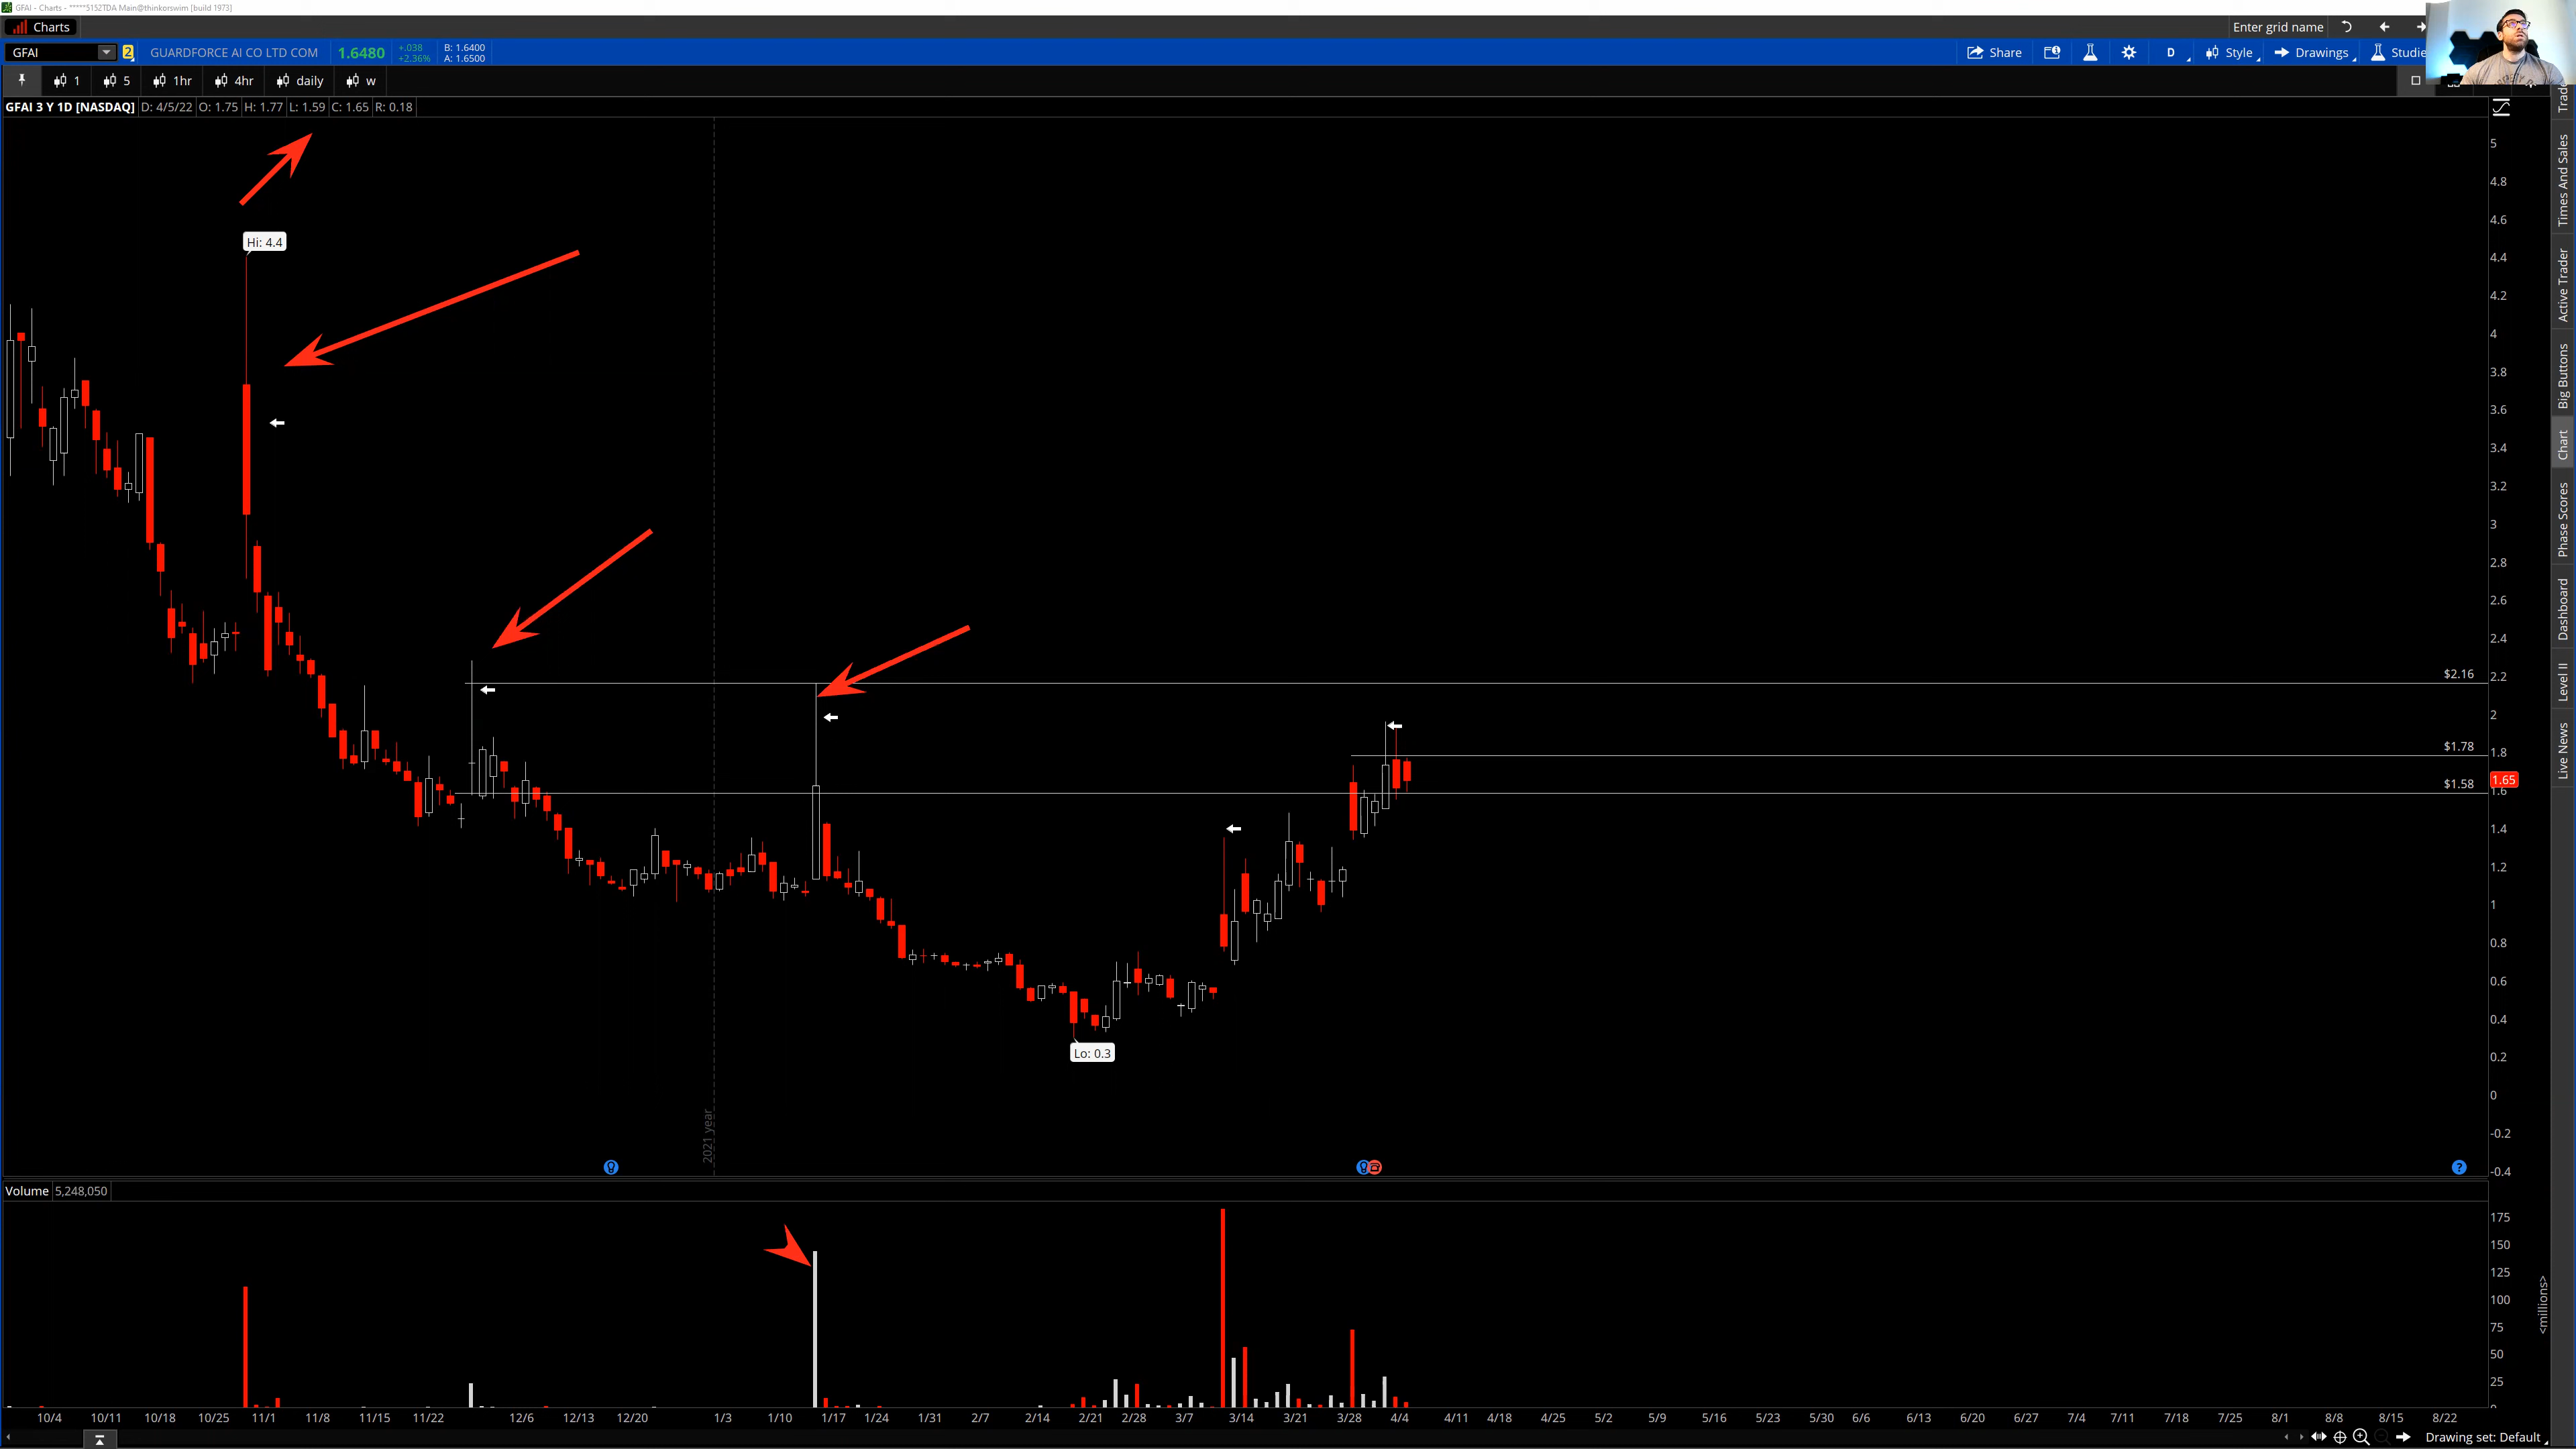 GFAI - Charts - *****5152TDA Main@thinkorswim [build 1973]
Charts
Enter grid name
GFAI
2
GUARDFORCE AI CO LTD COM
1.6480
+.038
+2.36%
B: 1.6400
A: 1.6500
Share
D
Style
Drawings
Studie
1
5
1hr
4hr
daily
w
GFAI 3 Y 1D [NASDAQ]
D: 4/5/22
O: 1.75
H: 1.77
L: 1.59
C: 1.65
R: 0.18
Hi: 4.4
Lo: 0.3
$2.16
$1.78
$1.58
5
4.8
4.6
4.4
4.2
4
3.8
3.6
3.4
3.2
3
2.8
2.6
2.4
2.2
2
1.8
1.65
1.6
1.4
1.2
1
0.8
0.6
0.4
0.2
0
-0.2
-0.4
2021 year
Trade
Times And Sales
Active Trader
Big Buttons
Chart
Phase Scores
Dashboard
Level II
Live News
Volume
5,248,050
175
150
125
100
75
50
25
<millions>
10/4
10/11
10/18
10/25
11/1
11/8
11/15
11/22
12/6
12/13
12/20
1/3
1/10
1/17
1/24
1/31
2/7
2/14
2/21
2/28
3/7
3/14
3/21
3/28
4/4
4/11
4/18
4/25
5/2
5/9
5/16
5/23
5/30
6/6
6/13
6/20
6/27
7/4
7/11
7/18
7/25
8/1
8/8
8/15
8/22
Drawing set: Default